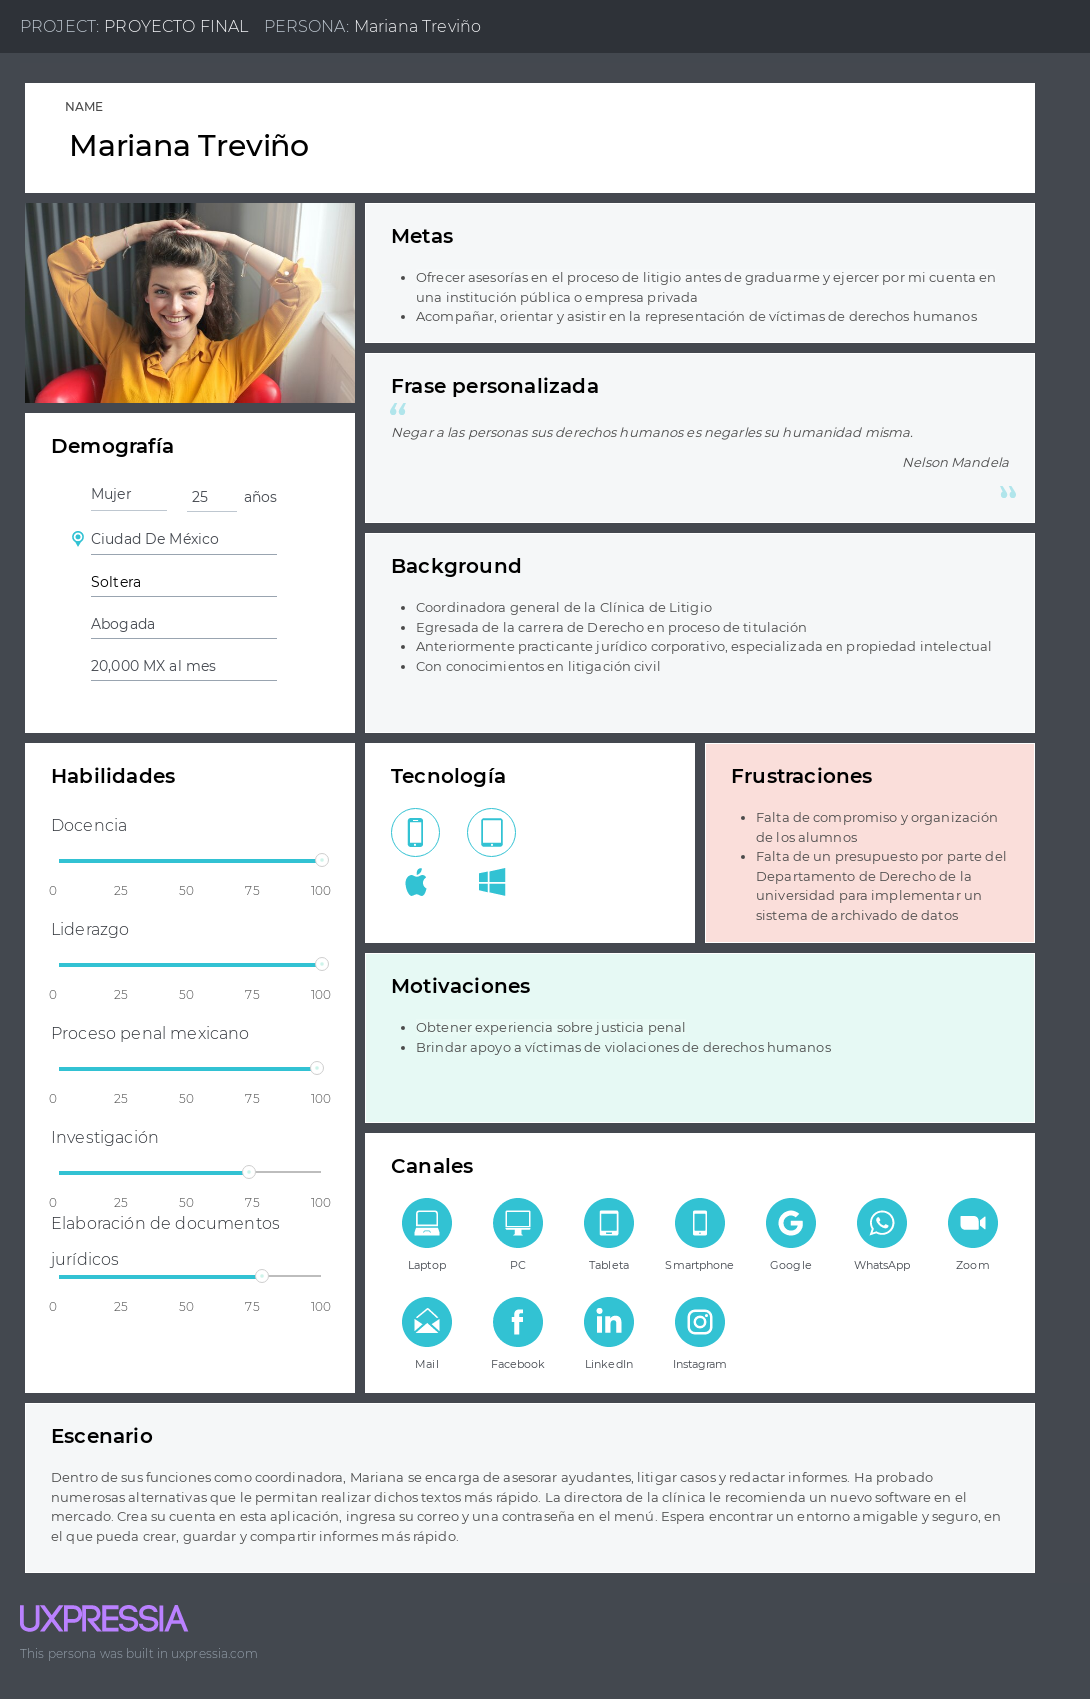 PROJECT: PROYECTO FINAL PERSONA: Mariana Treviño
NAME
Mariana Treviño
Metas
Ofrecer asesorías en el proceso de litigio antes de graduarme y ejercer por mi cuenta en
una institución pública o empresa privada
Acompañar, orientar y asistir en la representación de víctimas de derechos humanos
Frase personalizada
“
Negar a las personas sus derechos humanos es negarles su humanidad misma.
Nelson Mandela
”
Demografía
Mujer 25 años
Ciudad De México
Soltera
Abogada
20,000 MX al mes
Background
Coordinadora general de la Clínica de Litigio
Egresada de la carrera de Derecho en proceso de titulación
Anteriormente practicante jurídico corporativo, especializada en propiedad intelectual
Con conocimientos en litigación civil
Habilidades
Docencia
0 25 50 75 100
Liderazgo
0 25 50 75 100
Proceso penal mexicano
0 25 50 75 100
Investigación
0 25 50 75 100
Elaboración de documentos
jurídicos
0 25 50 75 100
Tecnología
Frustraciones
Falta de compromiso y organización
de los alumnos
Falta de un presupuesto por parte del
Departamento de Derecho de la
universidad para implementar un
sistema de archivado de datos
Motivaciones
Obtener experiencia sobre justicia penal
Brindar apoyo a víctimas de violaciones de derechos humanos
Canales
Laptop PC Tableta Smartphone Google WhatsApp Zoom
Mail Facebook LinkedIn Instagram
Escenario
Dentro de sus funciones como coordinadora, Mariana se encarga de asesorar ayudantes, litigar casos y redactar informes. Ha probado
numerosas alternativas que le permitan realizar dichos textos más rápido. La directora de la clínica le recomienda un nuevo software en el
mercado. Crea su cuenta en esta aplicación, ingresa su correo y una contraseña en el menú. Espera encontrar un entorno amigable y seguro, en
el que pueda crear, guardar y compartir informes más rápido.
UXPRESSIA
This persona was built in uxpressia.com